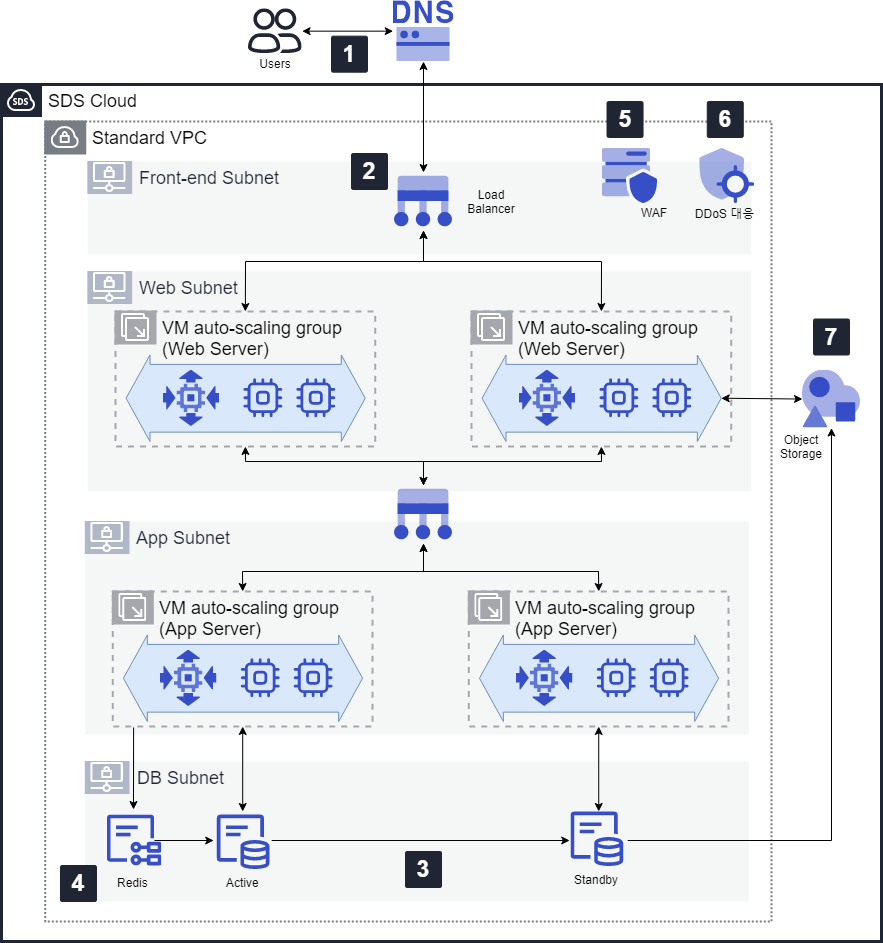 DNS
1
Users
SDS
SDS Cloud
Standard VPC
5
6
Front-end Subnet
2
Load
Balancer
WAF
DDoS 대응
Web Subnet
VM auto-scaling group
(Web Server)
VM auto-scaling group
(Web Server)
7
Object
Storage
App Subnet
VM auto-scaling group
(App Server)
VM auto-scaling group
(App Server)
DB Subnet
4
Redis
Active
3
Standby